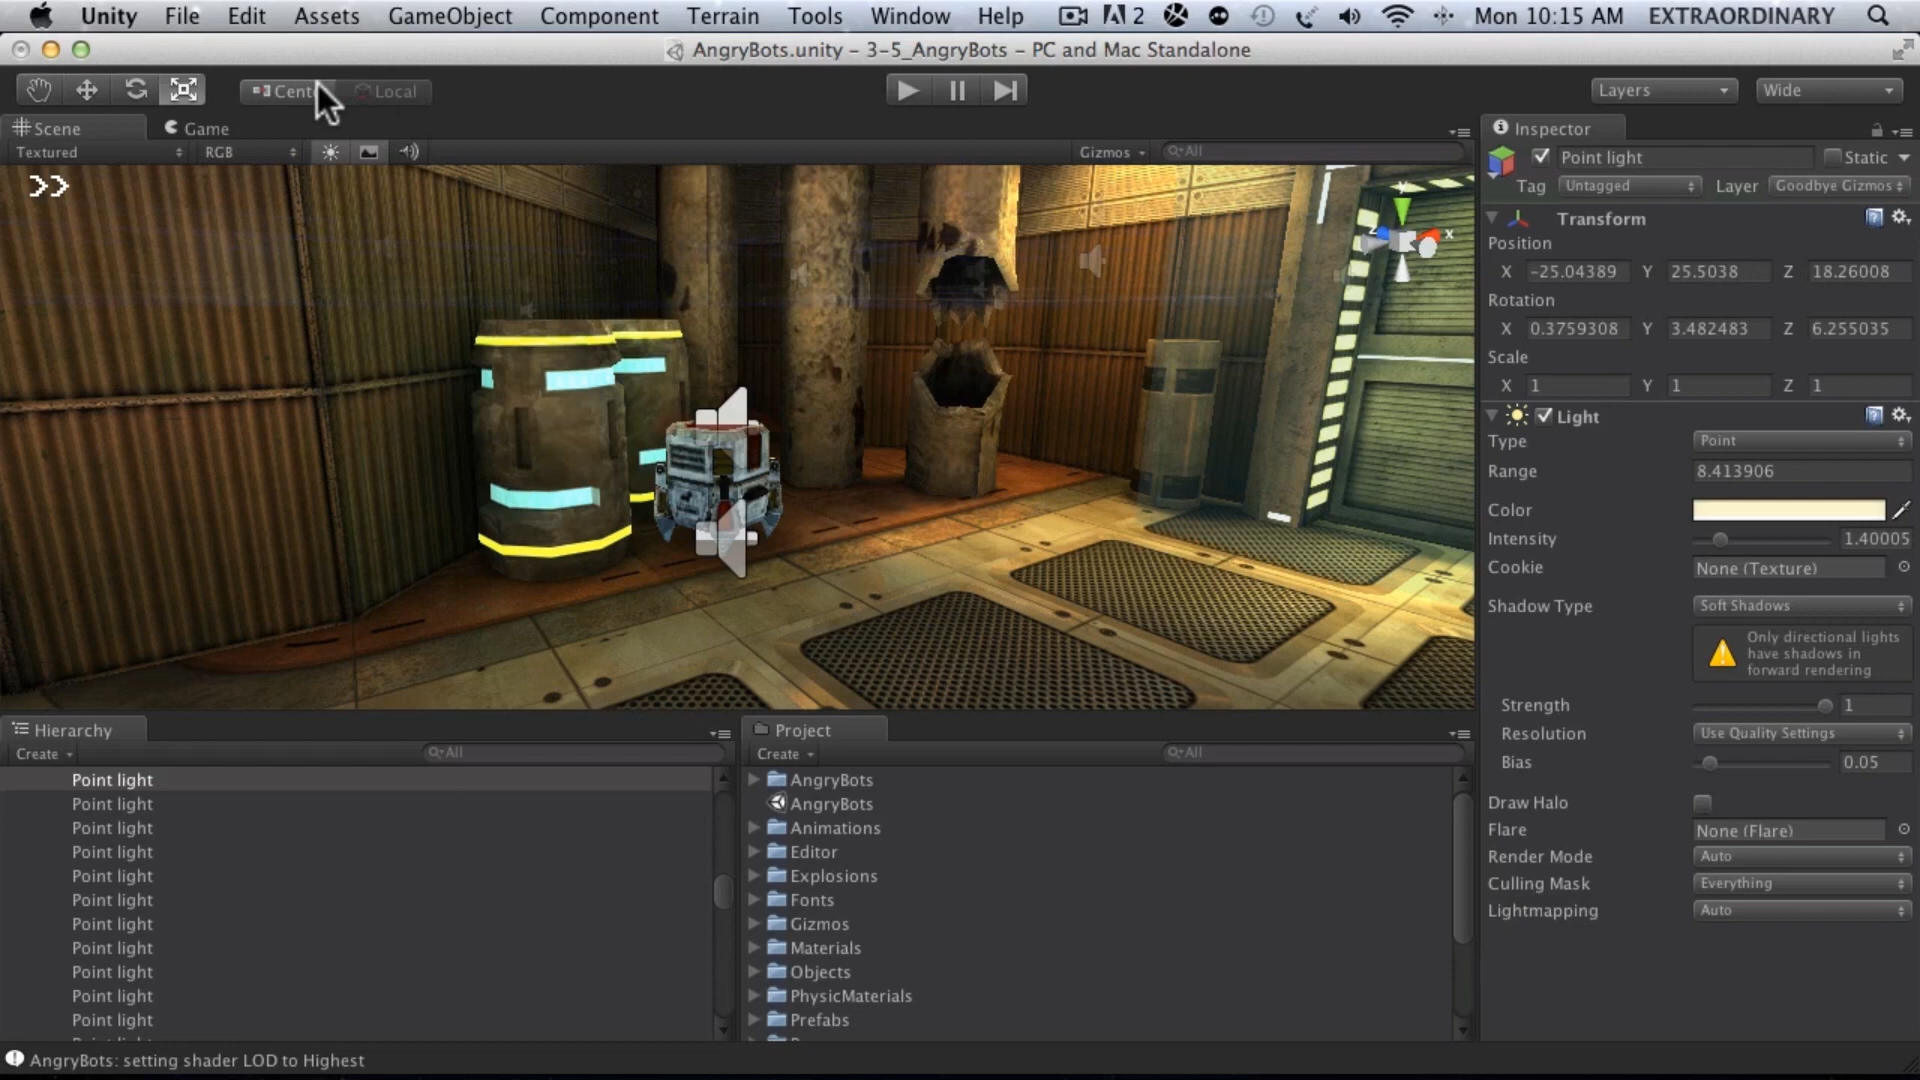 Unity File Edit Assets GameObject Component Terrain Tools Window Help 2 Mon 10:15 AM EXTRAORDINARY
AngryBots.unity – 3-5_AngryBots – PC and Mac Standalone
Local
Layers Wide
Scene Game
Textured RGB Gizmos All
>>
y
z x
Inspector
Point light Static
Tag Untagged Layer Goodbye Gizmos
Transform
Position
X -25.04389 Y 25.5038 Z 18.26008
Rotation
X 0.3759308 Y 3.482483 Z 6.255035
Scale
X 1 Y 1 Z 1
Light
Type Point
Range 8.413906
Color
Intensity 1.40005
Cookie None (Texture)
Shadow Type Soft Shadows
Only directional lights
have shadows in
forward rendering
Strength 1
Resolution Use Quality Settings
Bias 0.05
Draw Halo
Flare None (Flare)
Render Mode Auto
Culling Mask Everything
Lightmapping Auto
Hierarchy
Create All
Point light
Point light
Point light
Point light
Point light
Point light
Point light
Point light
Point light
Point light
Point light
Project
Create All
AngryBots
AngryBots
Animations
Editor
Explosions
Fonts
Gizmos
Materials
Objects
PhysicMaterials
Prefabs
AngryBots: setting shader LOD to Highest